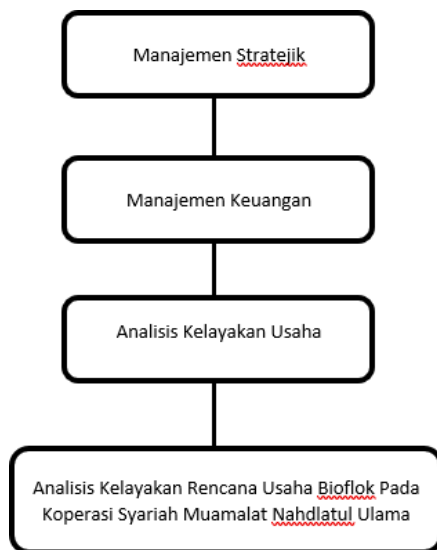 Manajemen Stratejik
Manajemen Keuangan
Analisis Kelayakan Usaha
Analisis Kelayakan Rencana Usaha Bioflok Pada
Koperasi Syariah Muamalat Nahdlatul Ulama